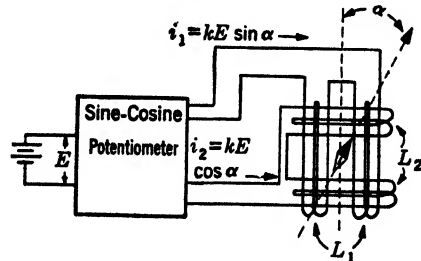 i₁=kE sin α
α
Sine-Cosine
Potentiometer
E
i₂=kE
cos α
L₂
L₁